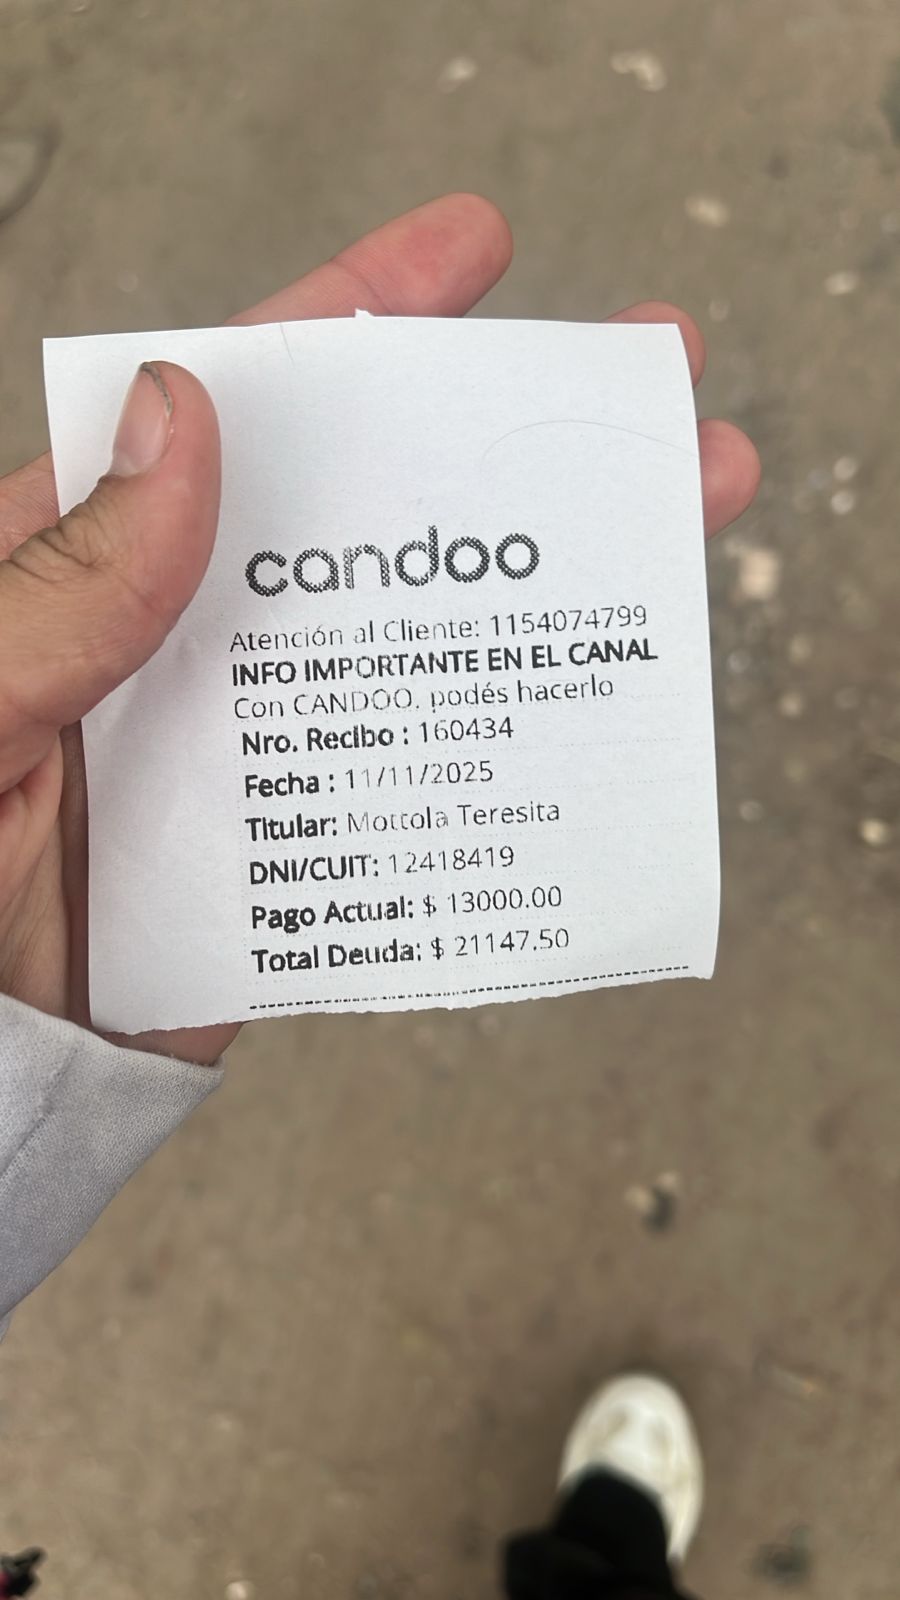 candoo
Atención al Cliente: 1154074799
INFO IMPORTANTE EN EL CANAL
Con CANDOO, podés hacerlo
Nro. Recibo : 160434
Fecha : 11/11/2025
Titular: Mottola Teresita
DNI/CUIT: 12418419
Pago Actual: $ 13000.00
Total Deuda: $ 21147.50